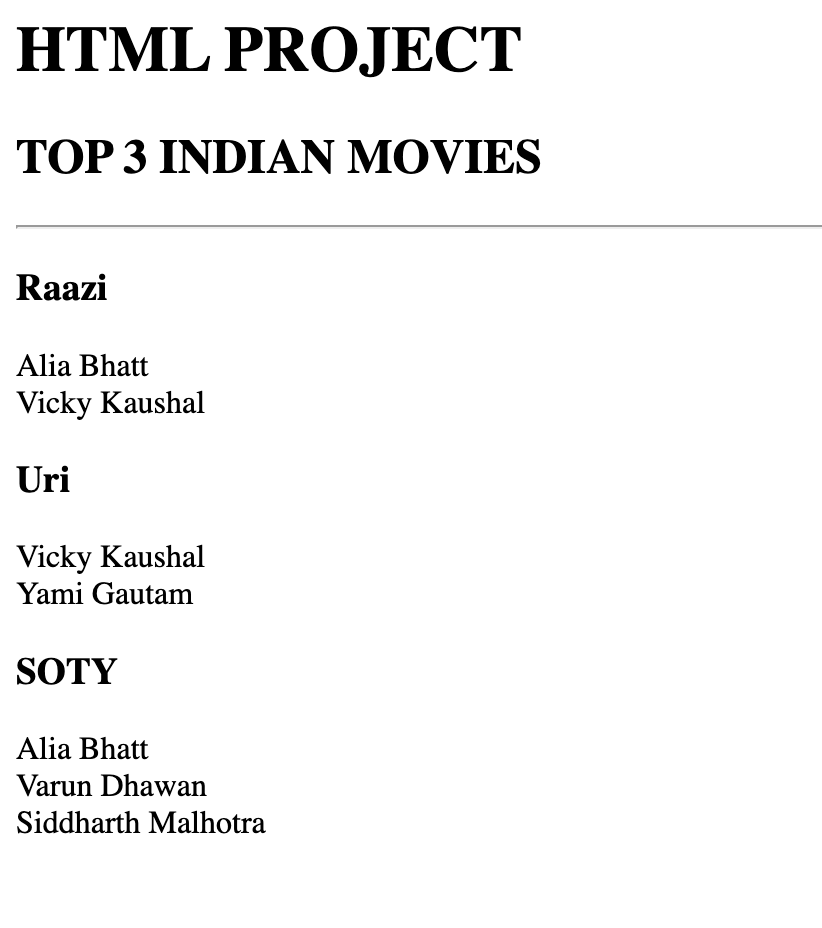 HTML PROJECT
TOP 3 INDIAN MOVIES
Raazi
Alia Bhatt
Vicky Kaushal
Uri
Vicky Kaushal
Yami Gautam
SOTY
Alia Bhatt
Varun Dhawan
Siddharth Malhotra